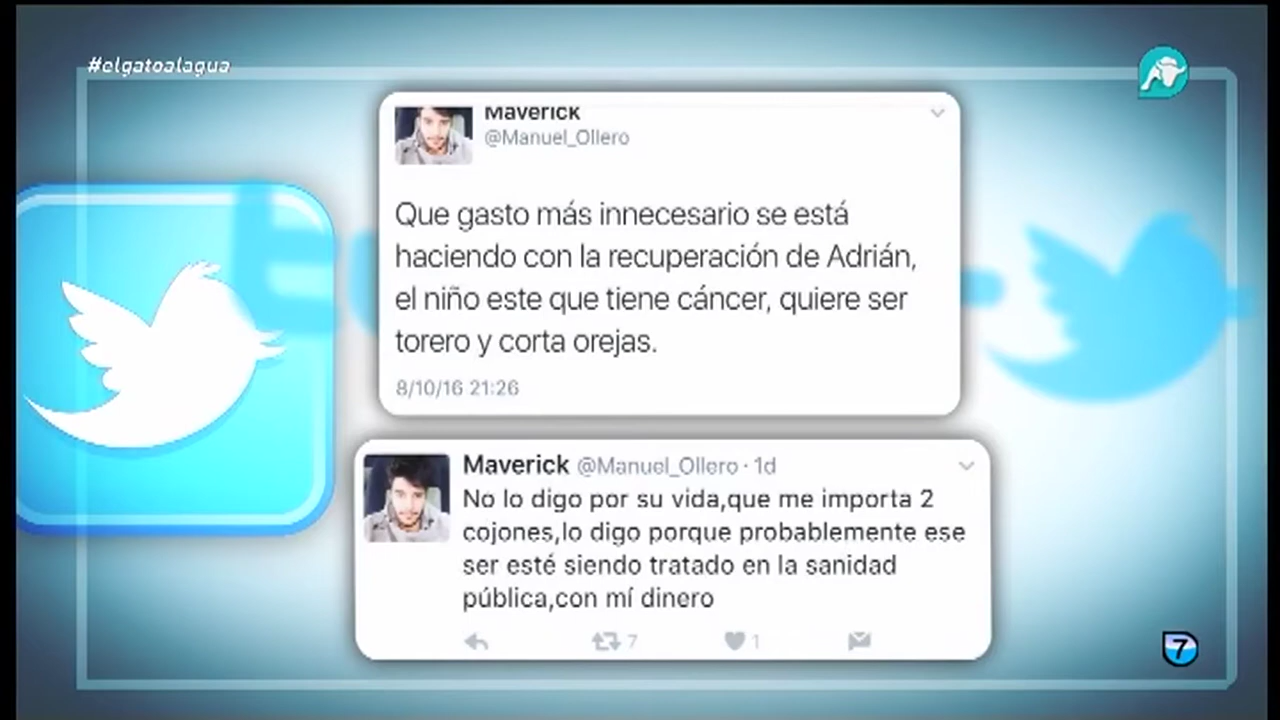 #elgatoalagua
Maverick
@Manuel_Ollero
Que gasto más innecesario se está
haciendo con la recuperación de Adrián,
el niño este que tiene cáncer, quiere ser
torero y corta orejas.
8/10/16 21:26
Maverick @Manuel_Ollero · 1d
No lo digo por su vida,que me importa 2
cojones,lo digo porque probablemente ese
ser esté siendo tratado en la sanidad
pública,con mí dinero
7 1
7